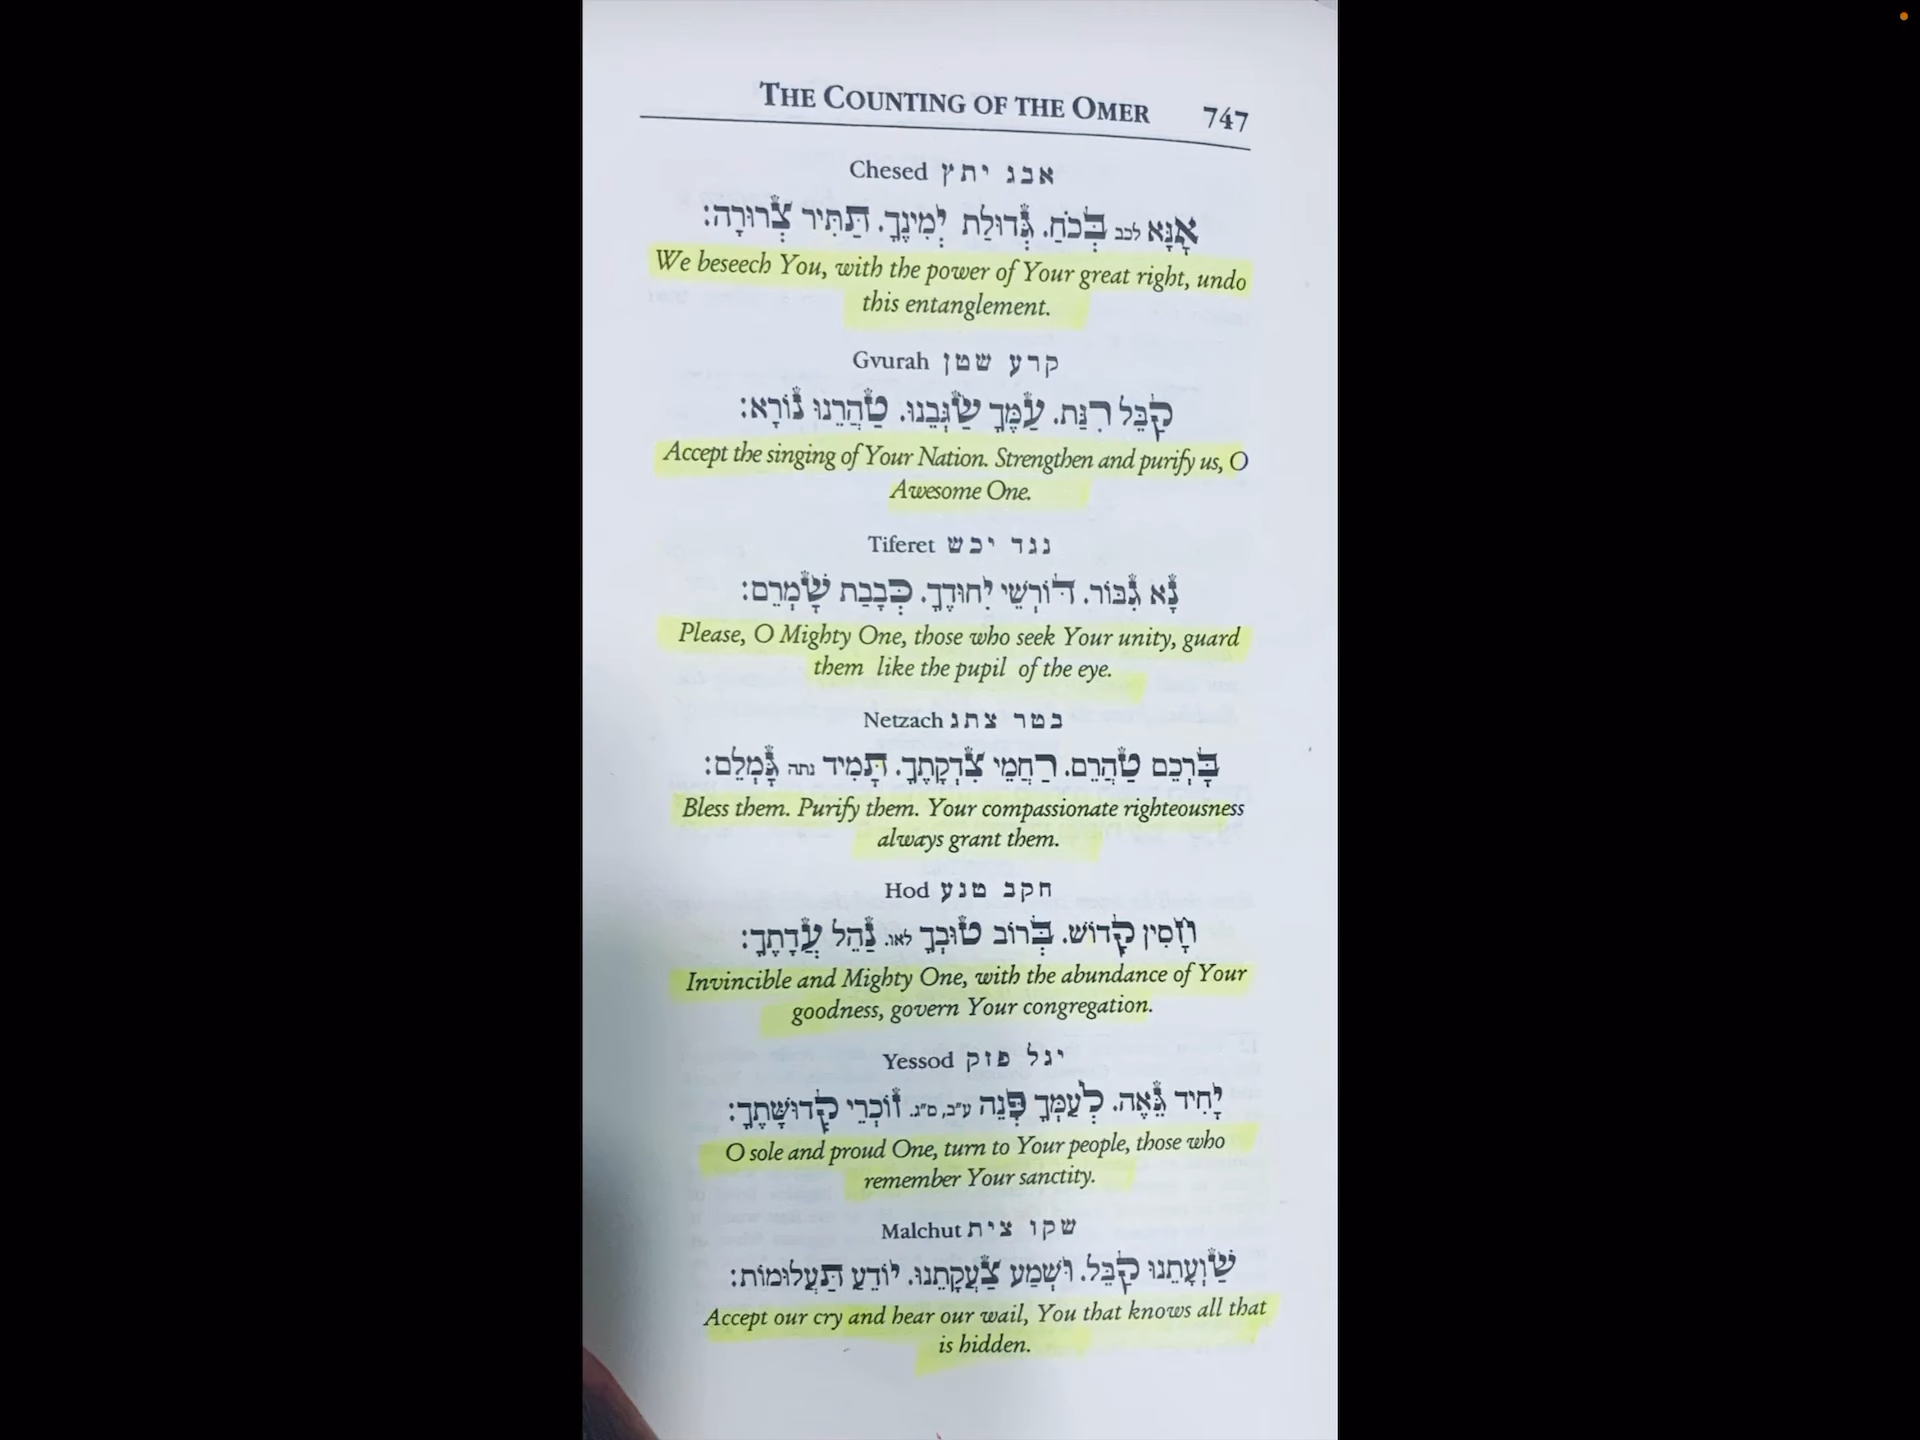 THE COUNTING OF THE OMER 747
Chesed אבג יתץ
אָנָּא לכב בְּכֹחַ. גְּדוּלַת יְמִינֶךָ. תַּתִּיר צְרוּרָה:
We beseech You, with the power of Your great right, undo
this entanglement.
Gvurah קרע שטן
קַבֵּל רִנַּת. עַמֶּךָ שַׂגְּבֵנוּ. טַהֲרֵנוּ נוֹרָא:
Accept the singing of Your Nation. Strengthen and purify us, O
Awesome One.
Tiferet נגד יכש
נָא גִבּוֹר. דּוֹרְשֵׁי יִחוּדֶךָ. כְּבָבַת שָׁמְרֵם:
Please, O Mighty One, those who seek Your unity, guard
them like the pupil of the eye.
Netzach בטר צתג
בָּרְכֵם טַהֲרֵם. רַחֲמֵי צִדְקָתֶךָ. תָּמִיד נתה גָּמְלֵם:
Bless them. Purify them. Your compassionate righteousness
always grant them.
Hod חקב טנע
חָסִין קָדוֹשׁ. בְּרוֹב טוּבְךָ לאו. נַהֵל עֲדָתֶךָ:
Invincible and Mighty One, with the abundance of Your
goodness, govern Your congregation.
Yessod יגל פזק
יָחִיד גֵּאֶה. לְעַמְּךָ פְּנֵה ע״ב, ס״ג. זוֹכְרֵי קְדוּשָּׁתֶךָ:
O sole and proud One, turn to Your people, those who
remember Your sanctity.
Malchut שקו צית
שַׁוְעָתֵנוּ קַבֵּל. וּשְׁמַע צַעֲקָתֵנוּ. יוֹדֵעַ תַּעֲלוּמוֹת:
Accept our cry and hear our wail, You that knows all that
is hidden.